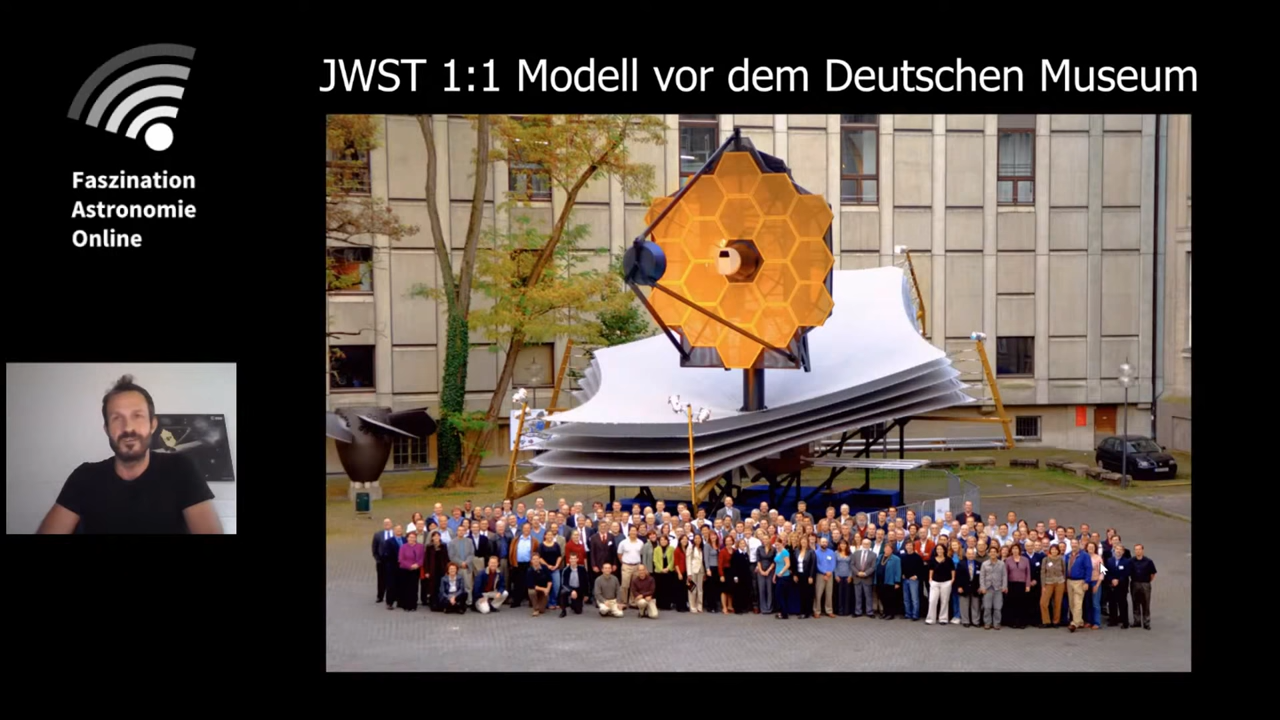 JWST 1:1 Modell vor dem Deutschen Museum
Faszination
Astronomie
Online